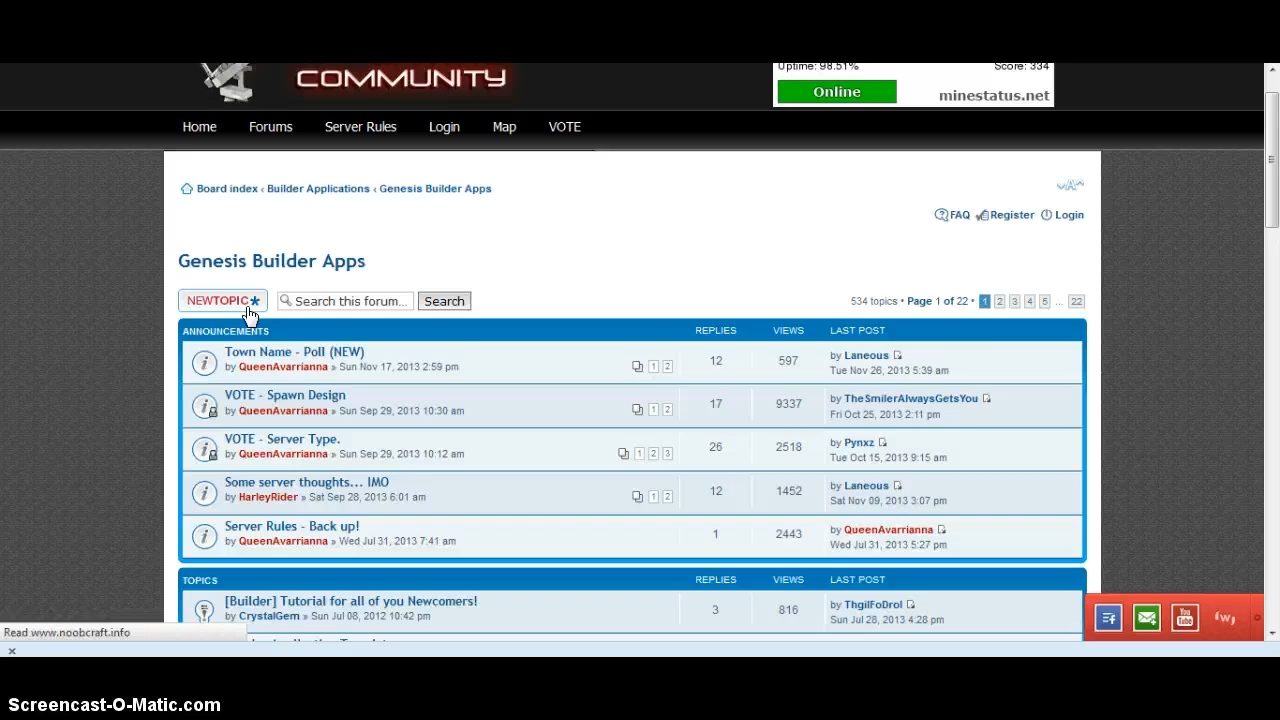 COMMUNITY
Uptime: 98.51% Score: 334
Online minestatus.net
Home Forums Server Rules Login Map VOTE
Board index ‹ Builder Applications ‹ Genesis Builder Apps
FAQ Register Login
Genesis Builder Apps
NEWTOPIC* Search this forum... Search 534 topics • Page 1 of 22 • 1 2 3 4 5 ... 22
ANNOUNCEMENTS REPLIES VIEWS LAST POST
Town Name - Poll (NEW)
by QueenAvarrianna » Sun Nov 17, 2013 2:59 pm 1 2
12 597
by Laneous
Tue Nov 26, 2013 5:39 am
VOTE - Spawn Design
by QueenAvarrianna » Sun Sep 29, 2013 10:30 am 1 2
17 9337
by TheSmilerAlwaysGetsYou
Fri Oct 25, 2013 2:11 pm
VOTE - Server Type.
by QueenAvarrianna » Sun Sep 29, 2013 10:12 am 1 2 3
26 2518
by Pynxz
Tue Oct 15, 2013 9:15 am
Some server thoughts... IMO
by HarleyRider » Sat Sep 28, 2013 6:01 am 1 2
12 1452
by Laneous
Sat Nov 09, 2013 3:07 pm
Server Rules - Back up!
by QueenAvarrianna » Wed Jul 31, 2013 7:41 am
1 2443
by QueenAvarrianna
Wed Jul 31, 2013 5:27 pm
TOPICS REPLIES VIEWS LAST POST
[Builder] Tutorial for all of you Newcomers!
by CrystalGem » Sun Jul 08, 2012 10:42 pm
3 816
by ThgilFoDrol
Sun Jul 28, 2013 4:28 pm
You Tube
Read www.noobcraft.info
Screencast-O-Matic.com